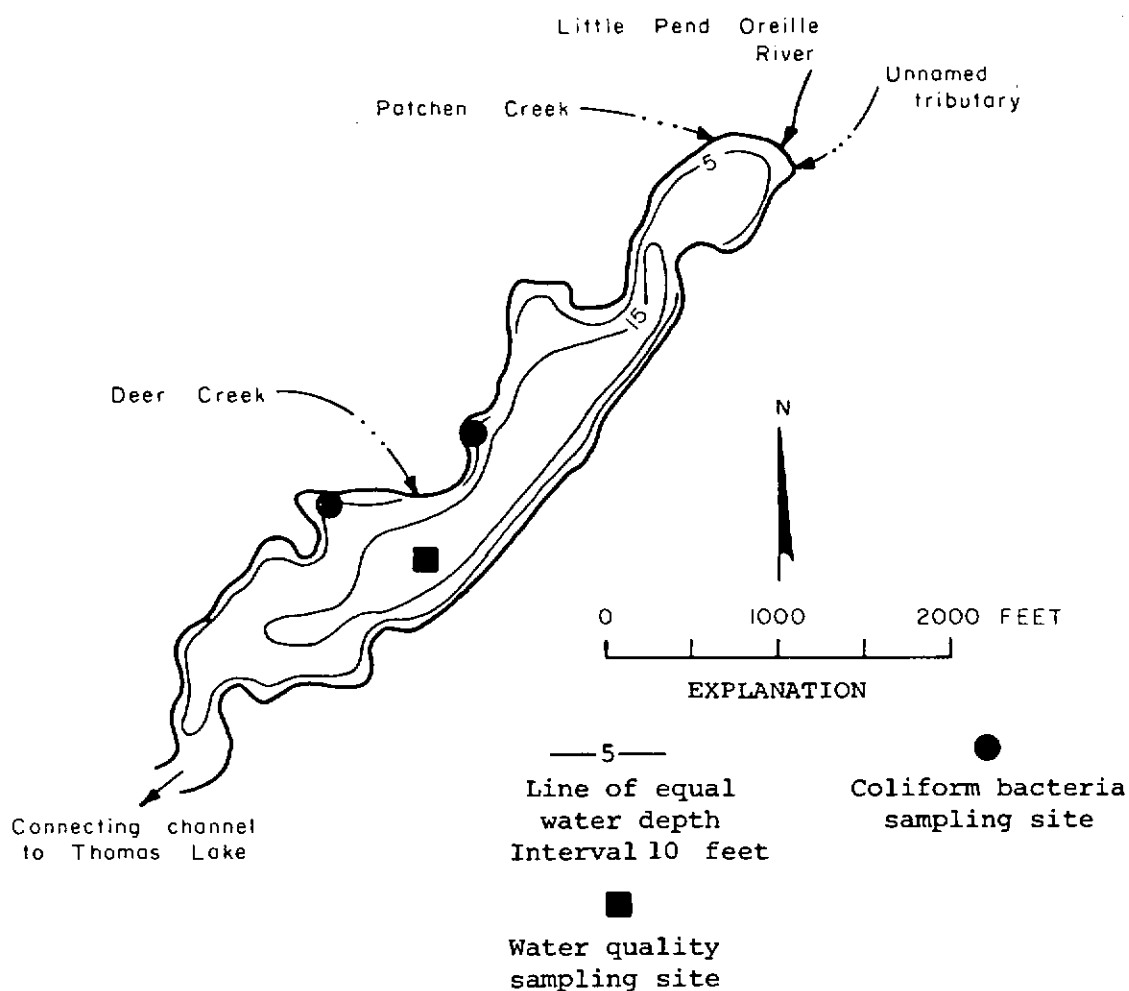 Little Pend Oreille
River
Unnamed
tributary
Patchen Creek
5
15
Deer Creek
N
0 1000 2000 FEET
EXPLANATION
—5—
Line of equal
water depth
Interval 10 feet
Coliform bacteria
sampling site
Connecting channel
to Thomas Lake
Water quality
sampling site